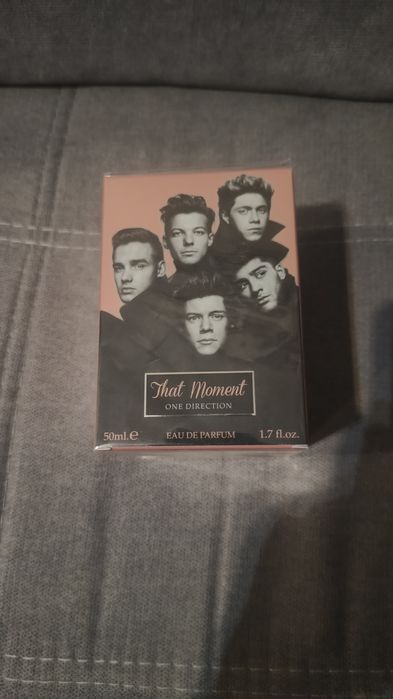 That Moment
ONE DIRECTION
50ml.e EAU DE PARFUM 1.7 fl.oz.